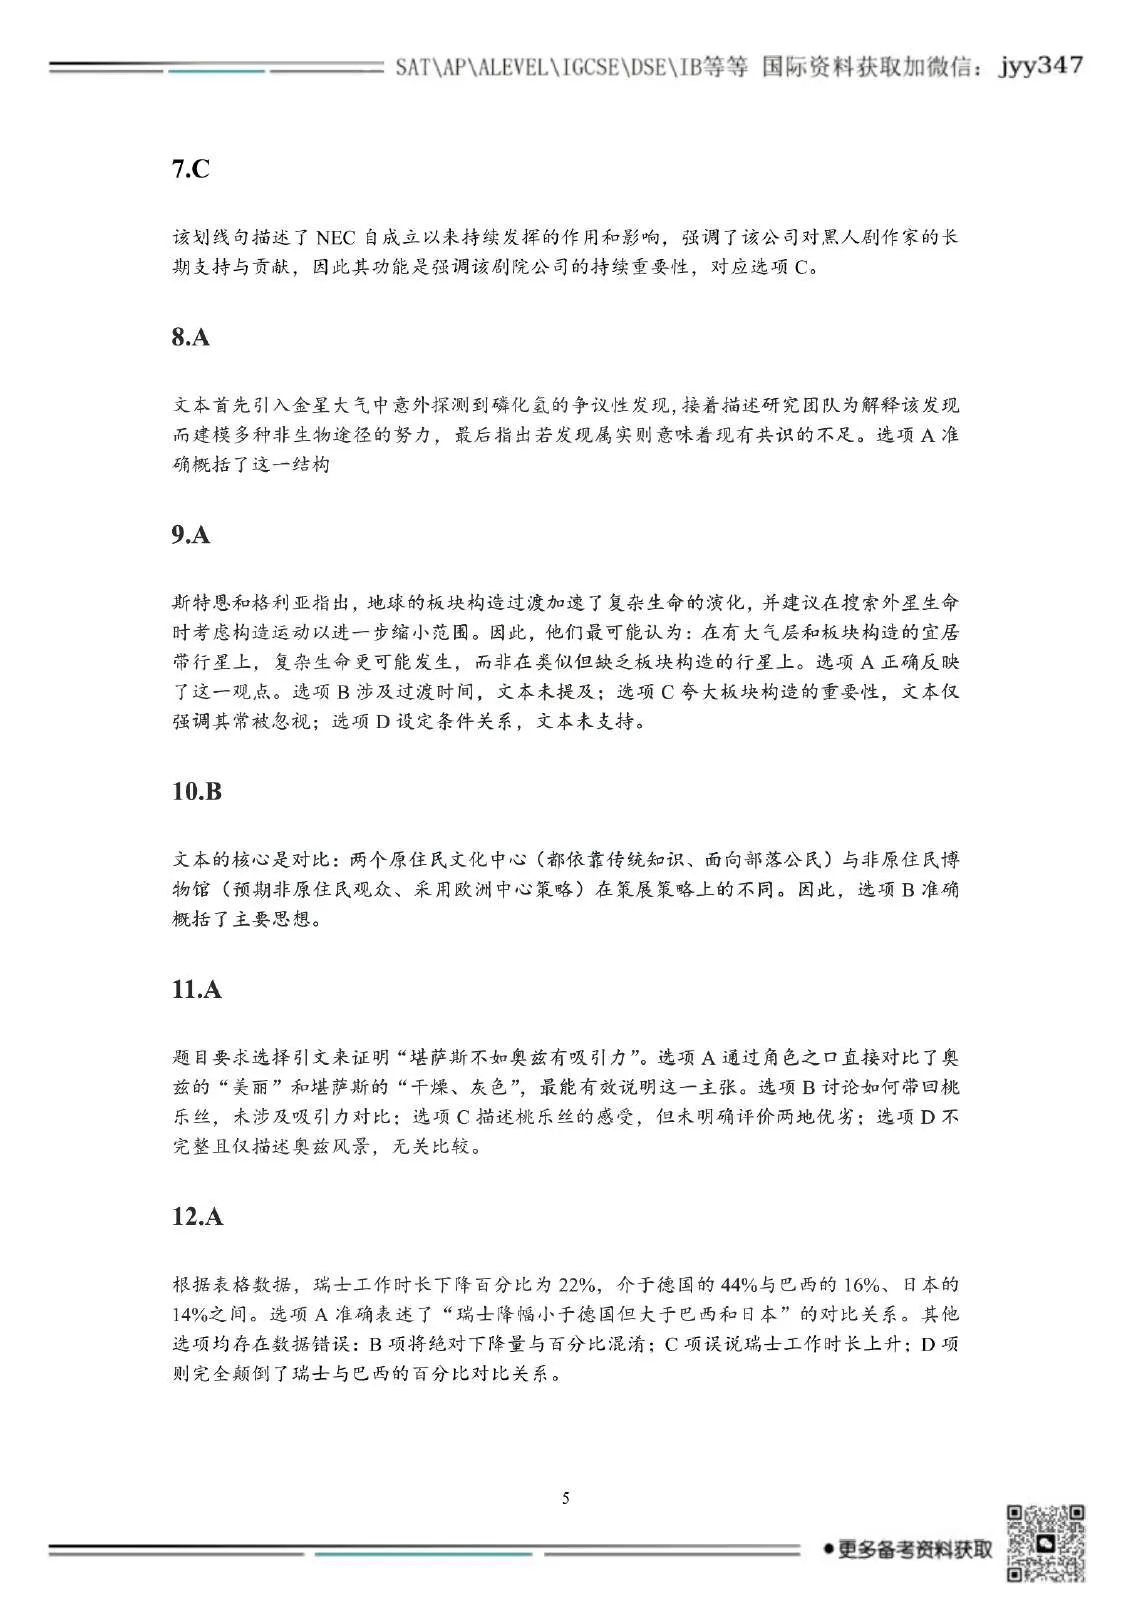 SAT\AP\ALEVEL\IGCSE\DSE\IB等等 国际资料获取加微信：jyy347
7.C
该划线句描述了 NEC 自成立以来持续发挥的作用和影响，强调了该公司对黑人剧作家的长
期支持与贡献，因此其功能是强调该剧院公司的持续重要性，对应选项 C。
8.A
文本首先引入金星大气中意外探测到磷化氢的争议性发现，接着描述研究团队为解释该发现
而建模多种非生物途径的努力，最后指出若发现属实则意味着现有共识的不足。选项 A 准
确概括了这一结构
9.A
斯特恩和格利亚指出，地球的板块构造过渡加速了复杂生命的演化，并建议在搜索外星生命
时考虑构造运动以进一步缩小范围。因此，他们最可能认为：在有大气层和板块构造的宜居
带行星上，复杂生命更可能发生，而非在类似但缺乏板块构造的行星上。选项 A 正确反映
了这一观点。选项 B 涉及过渡时间，文本未提及；选项 C 夸大板块构造的重要性，文本仅
强调其常被忽视；选项 D 设定条件关系，文本未支持。
10.B
文本的核心是对比：两个原住民文化中心（都依靠传统知识、面向部落公民）与非原住民博
物馆（预期非原住民观众、采用欧洲中心策略）在策展策略上的不同。因此，选项 B 准确
概括了主要思想。
11.A
题目要求选择引文来证明“堪萨斯不如奥兹有吸引力”。选项 A 通过角色之口直接对比了奥
兹的“美丽”和堪萨斯的“干燥、灰色”，最能有效说明这一主张。选项 B 讨论如何带回桃
乐丝，未涉及吸引力对比；选项 C 描述桃乐丝的感受，但未明确评价两地优劣；选项 D 不
完整且仅描述奥兹风景，无关比较。
12.A
根据表格数据，瑞士工作时长下降百分比为 22%，介于德国的 44%与巴西的 16%、日本的
14%之间。选项 A 准确表述了“瑞士降幅小于德国但大于巴西和日本”的对比关系。其他
选项均存在数据错误：B 项将绝对下降量与百分比混淆；C 项误说瑞士工作时长上升；D 项
则完全颠倒了瑞士与巴西的百分比对比关系。
5
●更多备考资料获取